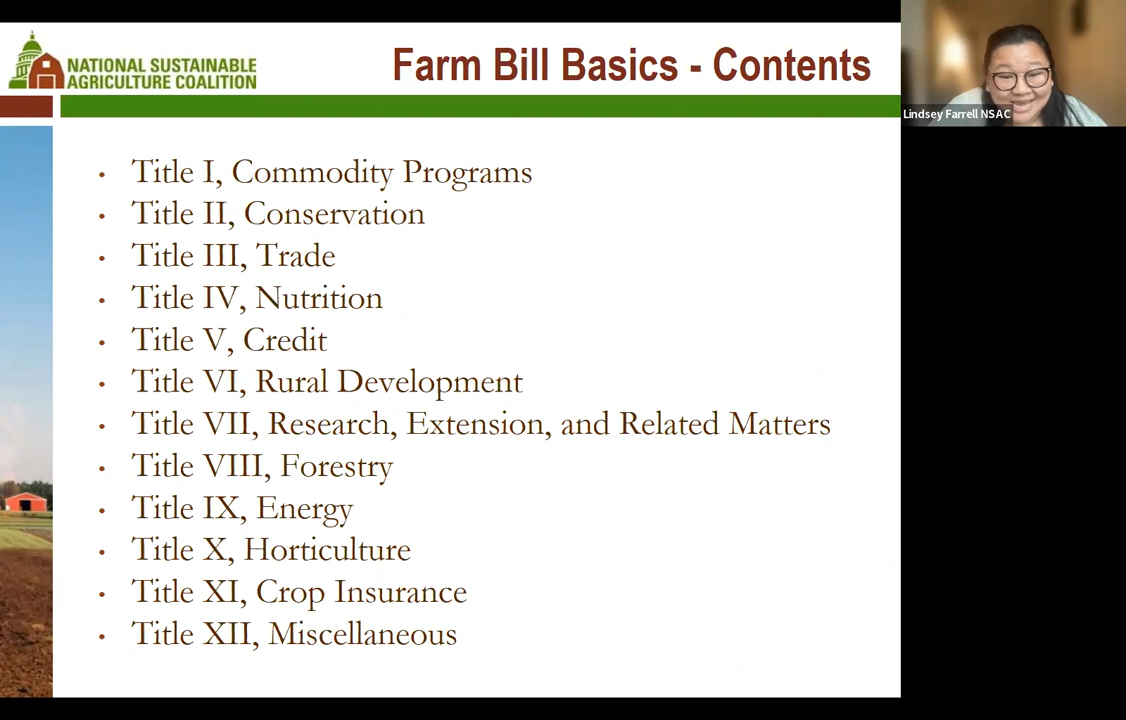 NATIONAL SUSTAINABLE
AGRICULTURE COALITION
Farm Bill Basics - Contents
Lindsey Farrell NSAC
• Title I, Commodity Programs
• Title II, Conservation
• Title III, Trade
• Title IV, Nutrition
• Title V, Credit
• Title VI, Rural Development
• Title VII, Research, Extension, and Related Matters
• Title VIII, Forestry
• Title IX, Energy
• Title X, Horticulture
• Title XI, Crop Insurance
• Title XII, Miscellaneous